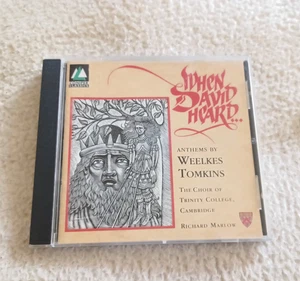 WHEN
DAVID
HEARD...
ANTHEMS BY
WEELKES
TOMKINS
THE CHOIR OF
TRINITY COLLEGE,
CAMBRIDGE
RICHARD MARLOW